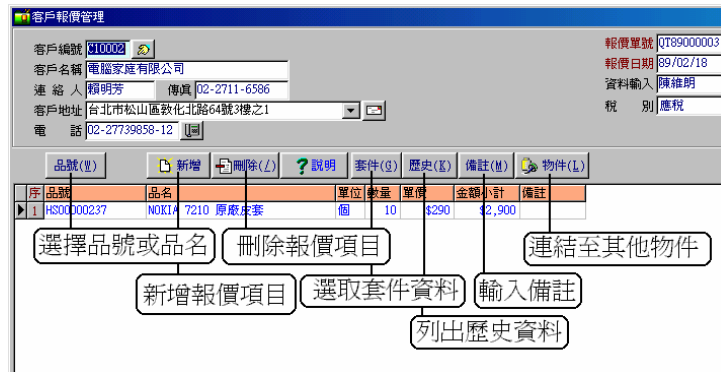 客戶報價管理
客戶編號 C10002
報價單號 QT89000003
客戶名稱 電腦家庭有限公司
報價日期 89/02/18
連絡人 賴明芳 傳真 02-2711-6586
資料輸入 陳維朗
客戶地址 台北市松山區敦化北路64號3樓之1
稅別 應稅
電話 02-27739858-12
品號(W) 新增 刪除(/) ?說明 套件(G) 歷史(K) 備註(M) 物件(L)
序 品號 品名 單位 數量 單價 金額小計 備註
1 HS00000237 NOKIA 7210 原廠皮套 個 10 $290 $2,900
選擇品號或品名 刪除報價項目 連結至其他物件
新增報價項目 選取套件資料 輸入備註
列出歷史資料